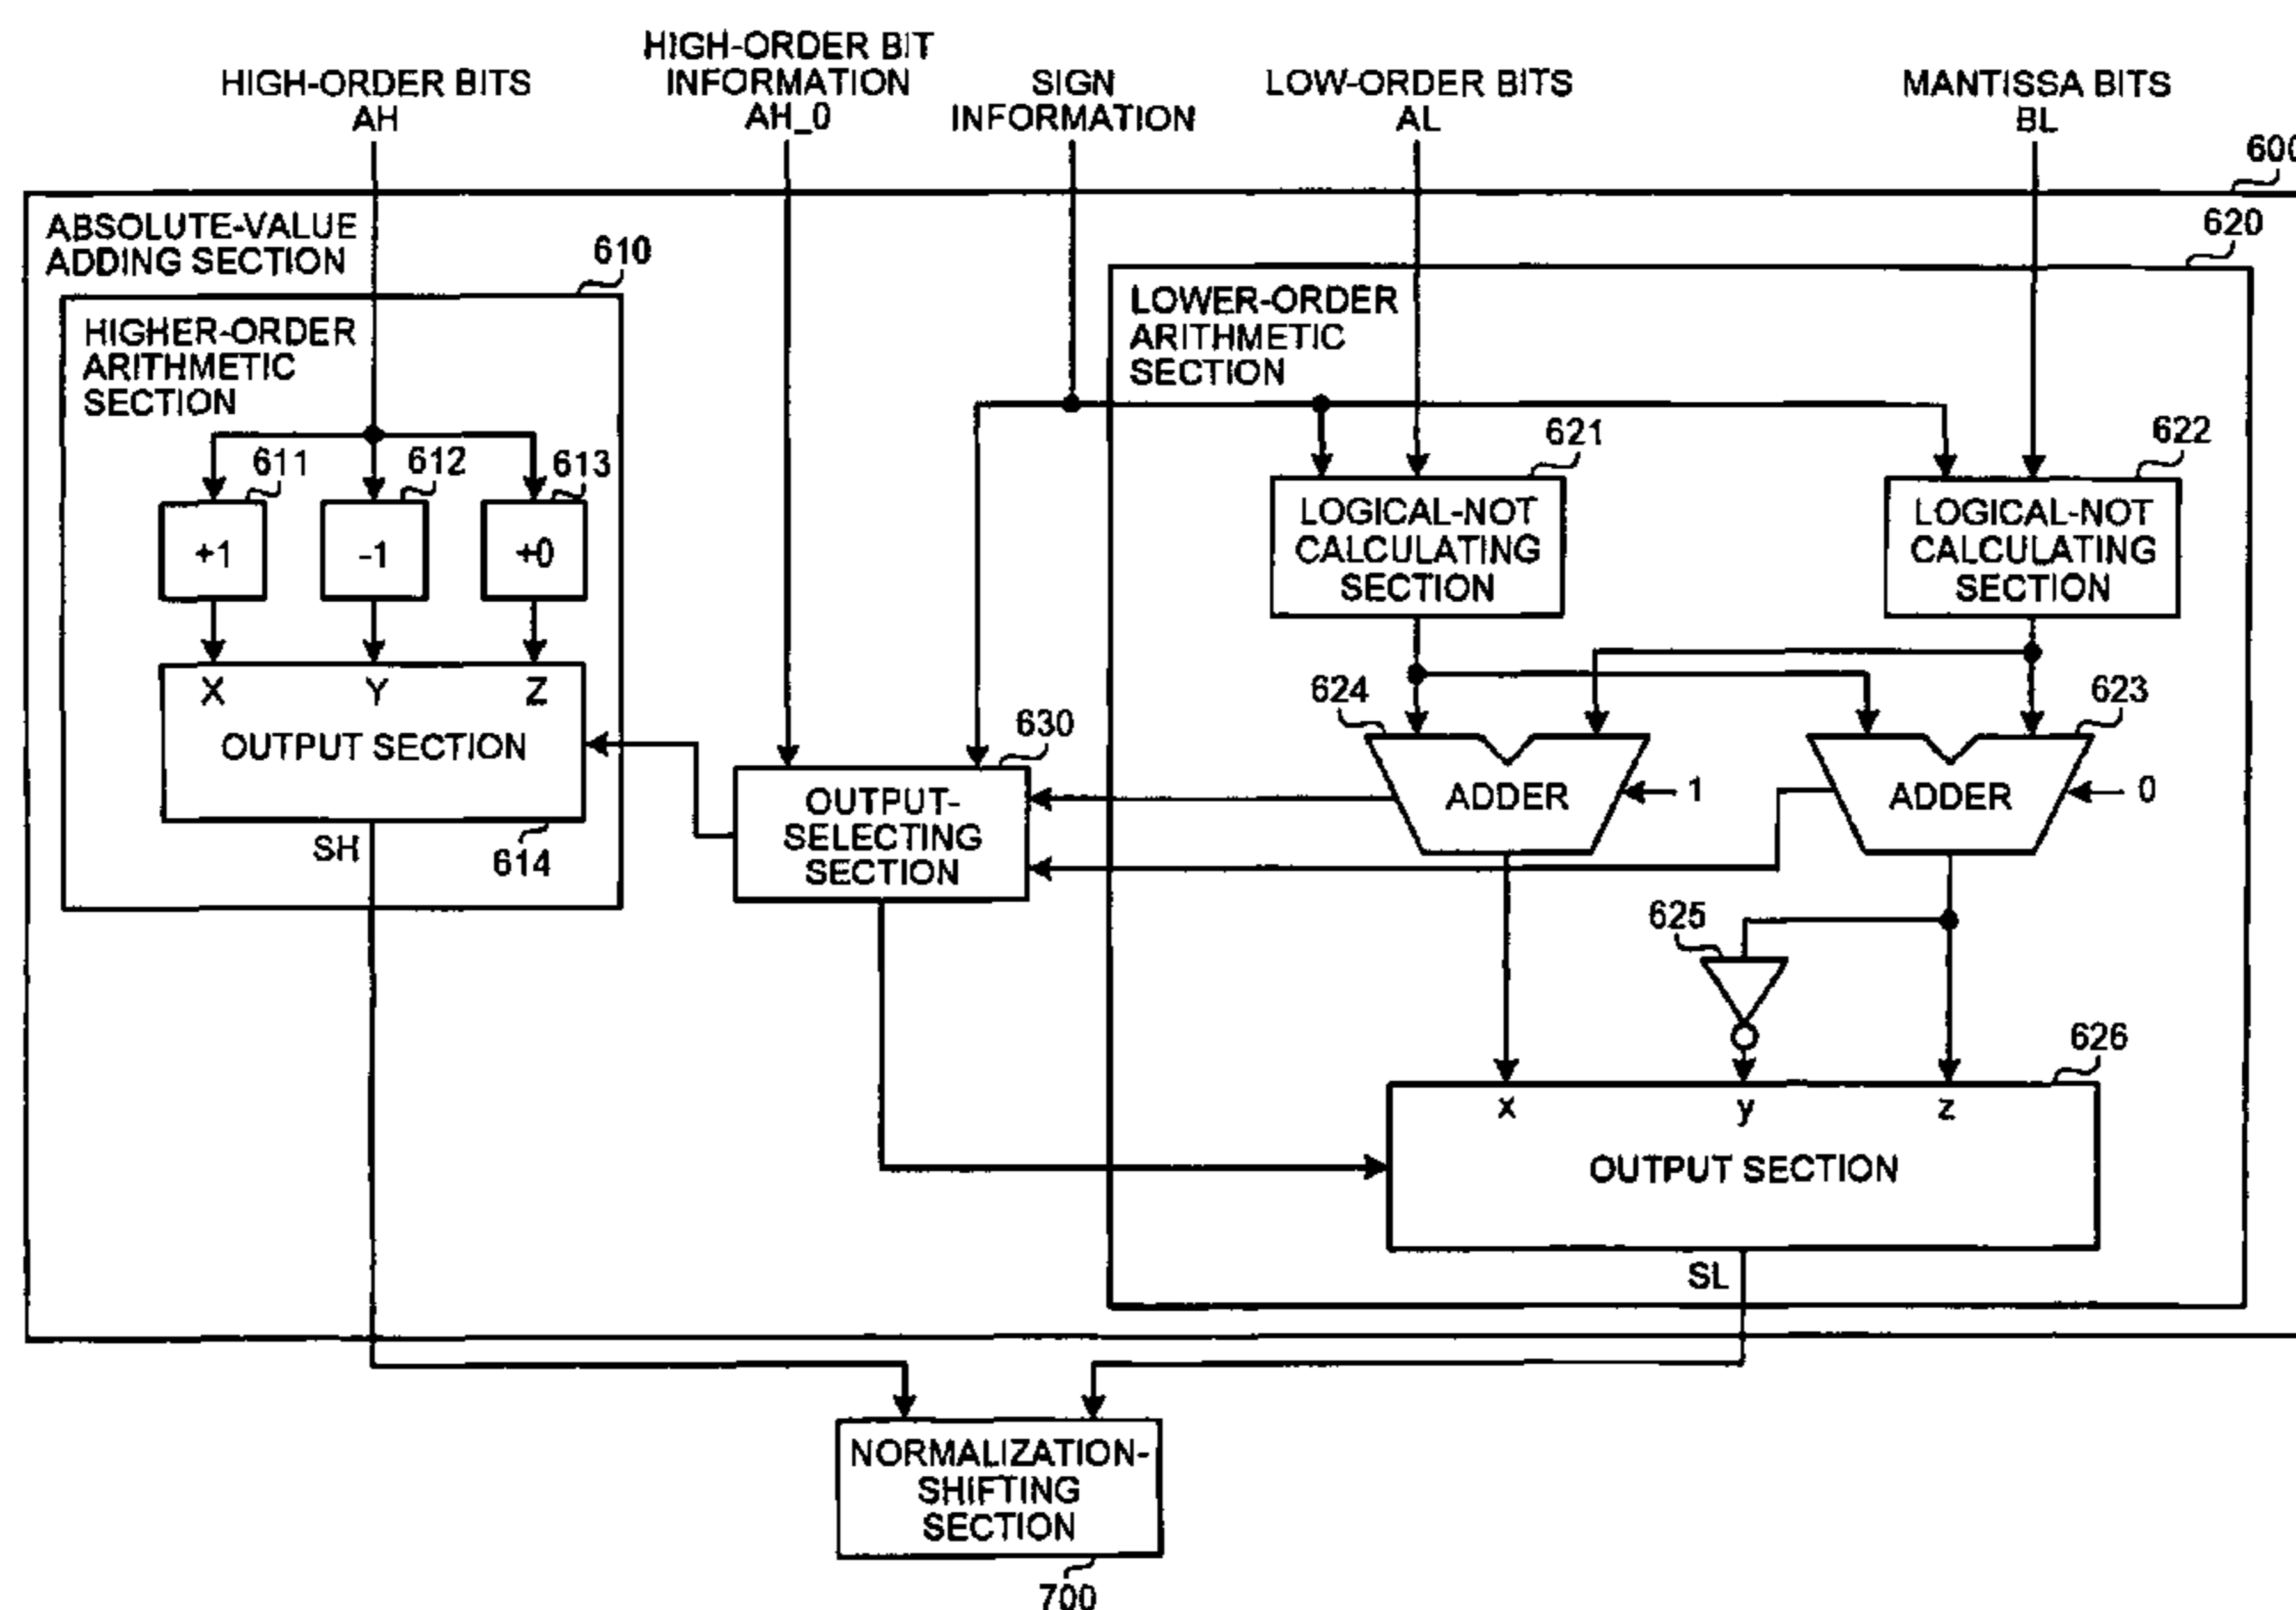 HIGH-ORDER BITS
AH
HIGH-ORDER BIT
INFORMATION
AH_0
SIGN
INFORMATION
LOW-ORDER BITS
AL
MANTISSA BITS
BL
600
ABSOLUTE-VALUE
ADDING SECTION
610
620
HIGHER-ORDER
ARITHMETIC
SECTION
LOWER-ORDER
ARITHMETIC
SECTION
611
612
613
621
622
+1
-1
+0
LOGICAL-NOT
CALCULATING
SECTION
LOGICAL-NOT
CALCULATING
SECTION
X
Y
Z
OUTPUT SECTION
SH
614
630
OUTPUT-
SELECTING
SECTION
624
623
ADDER
1
ADDER
0
625
626
x
y
z
OUTPUT SECTION
SL
NORMALIZATION-
SHIFTING
SECTION
700